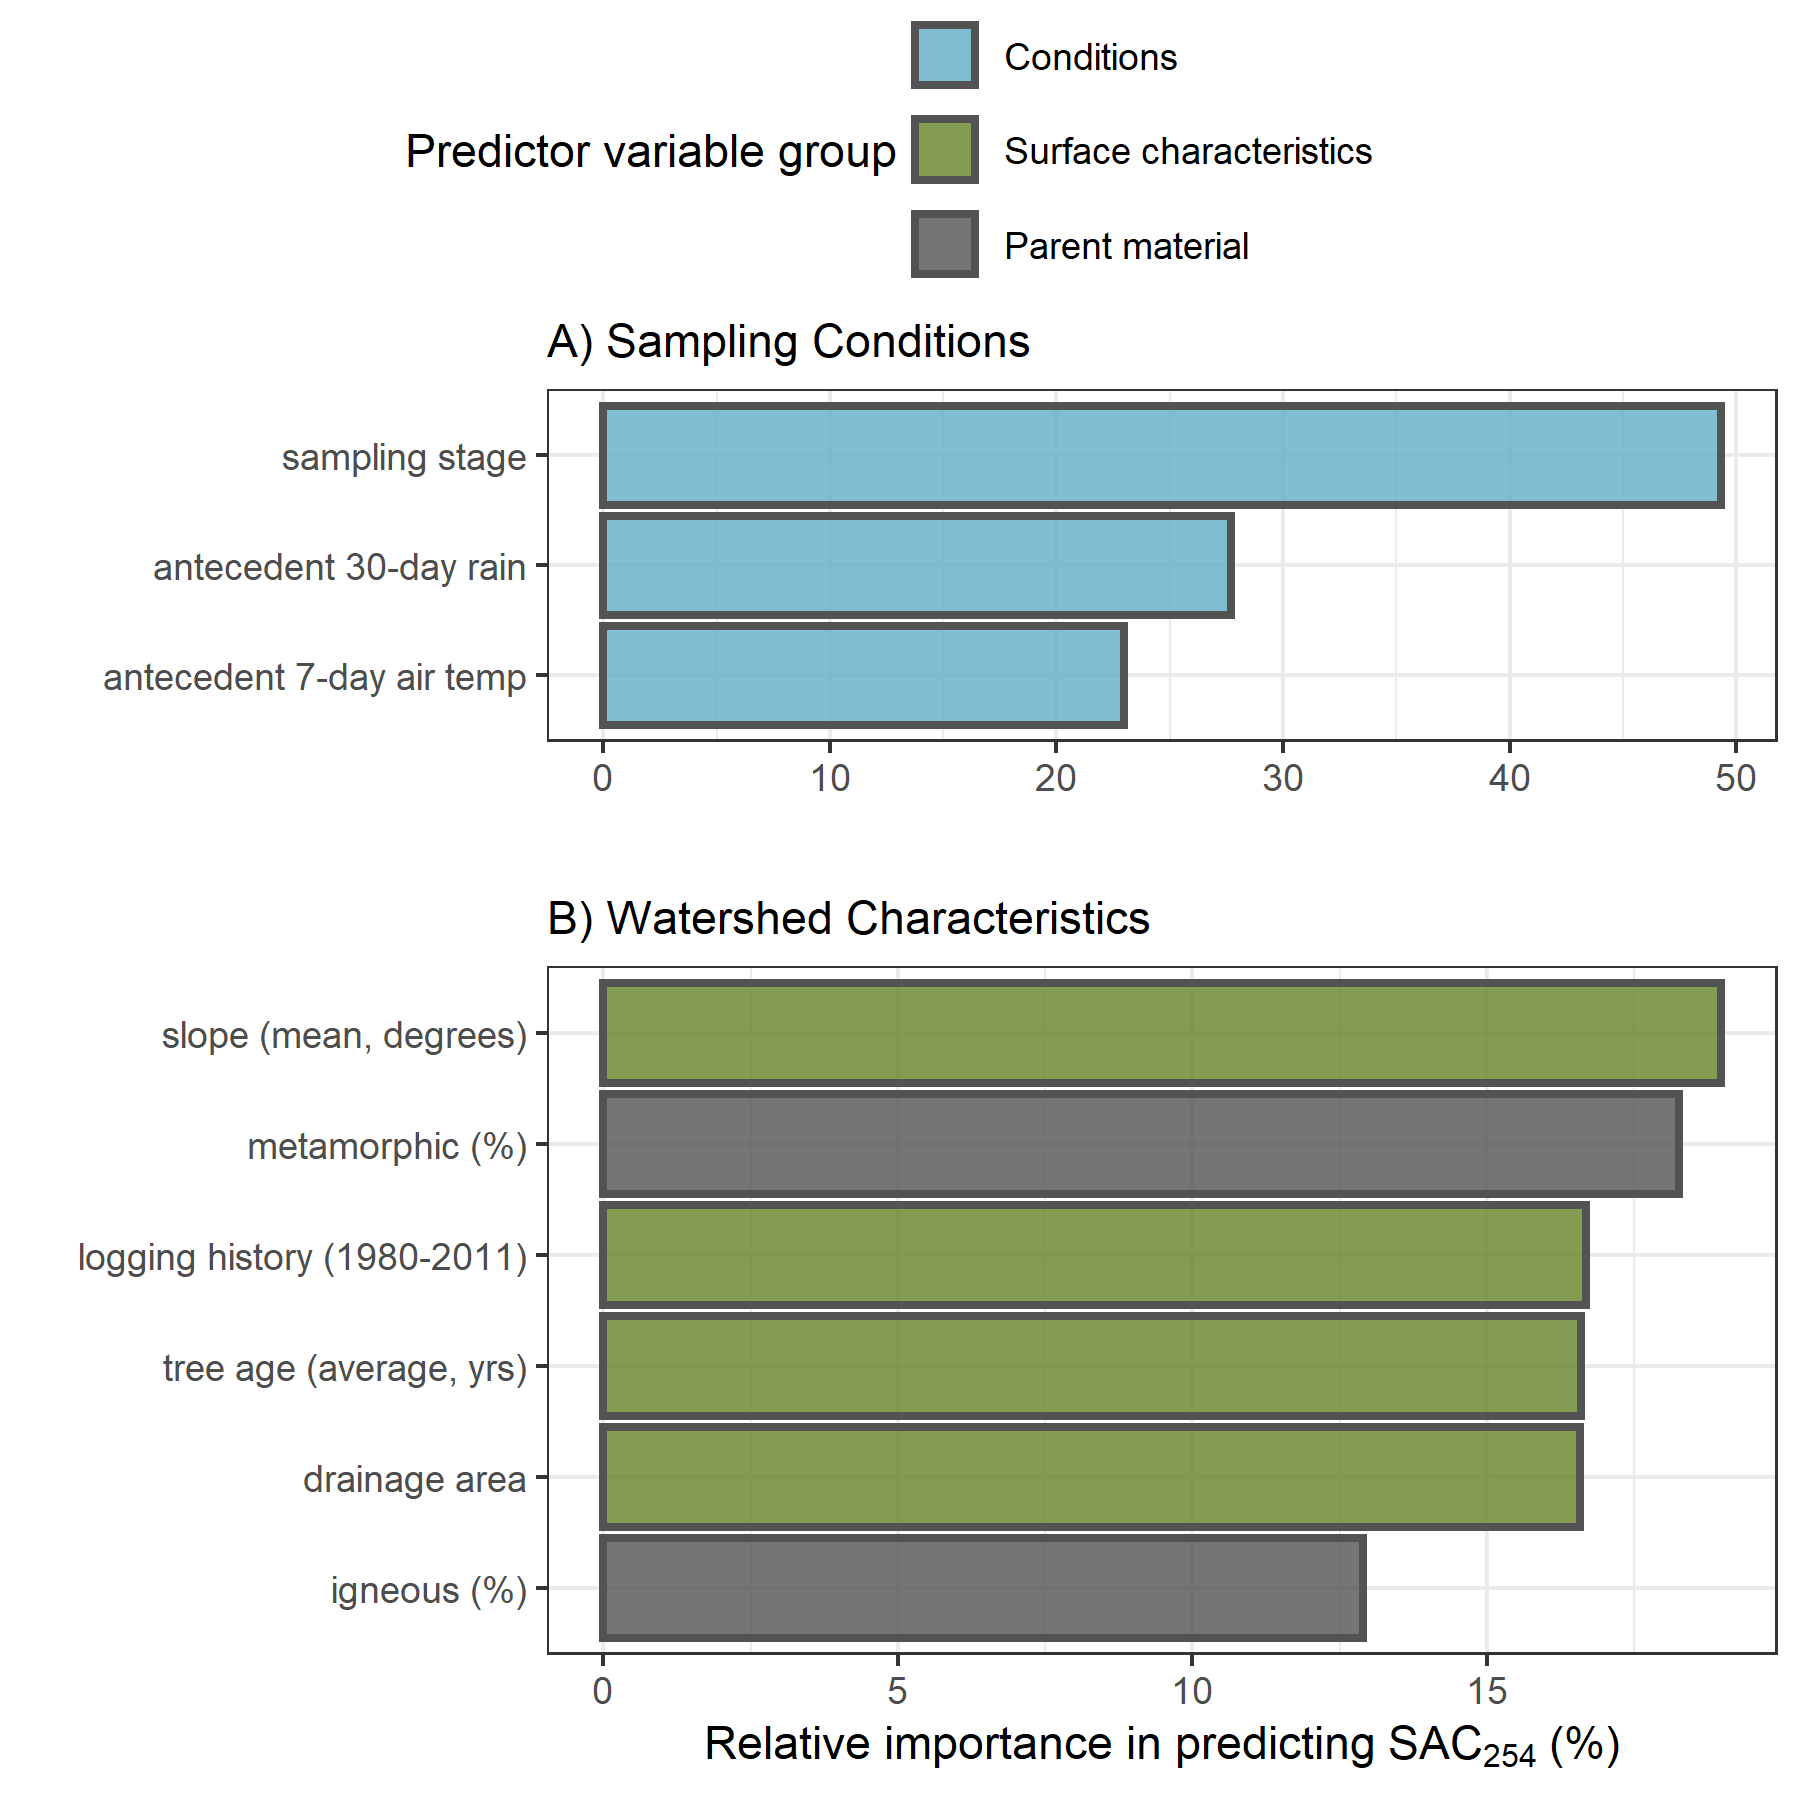 Conditions
Predictor variable group
Surface characteristics
Parent material
A) Sampling Conditions
sampling stage
antecedent 30-day rain
antecedent 7-day air temp
0 10 20 30 40 50
B) Watershed Characteristics
slope (mean, degrees)
metamorphic (%)
logging history (1980-2011)
tree age (average, yrs)
drainage area
igneous (%)
0 5 10 15
Relative importance in predicting SAC₂₅₄ (%)